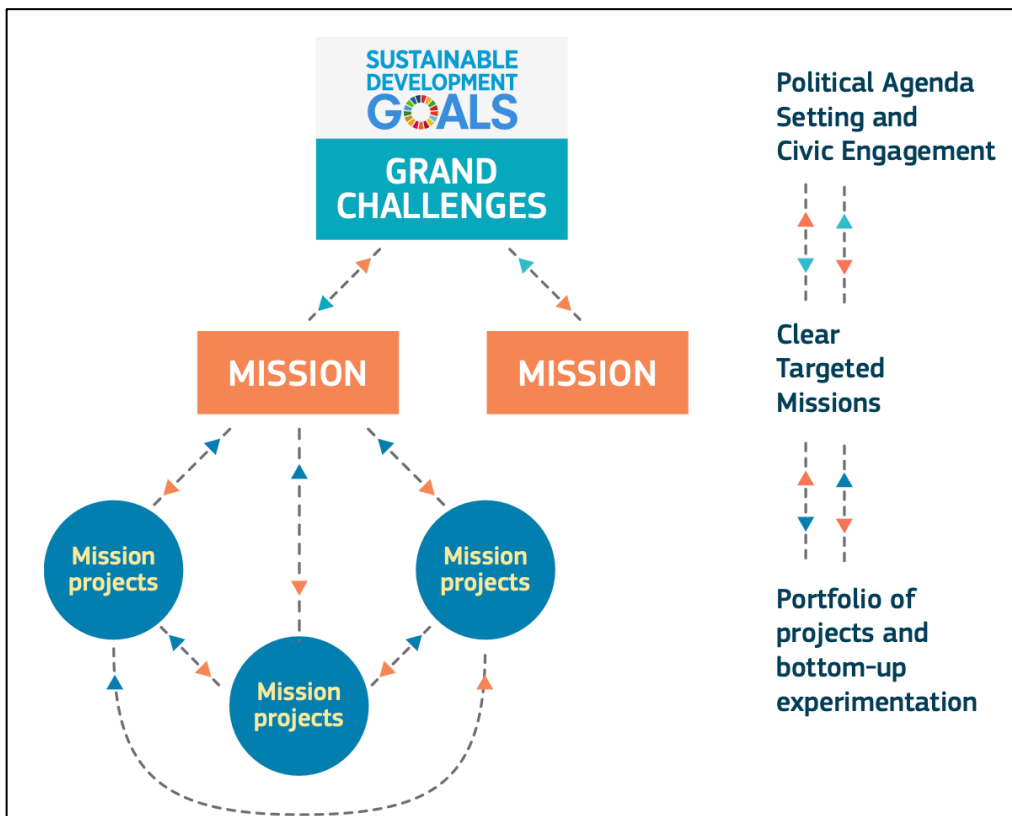 SUSTAINABLE
DEVELOPMENT
GOALS
GRAND
CHALLENGES
Political Agenda
Setting and
Civic Engagement
MISSION
MISSION
Clear
Targeted
Missions
Mission
projects
Mission
projects
Mission
projects
Portfolio of
projects and
bottom-up
experimentation